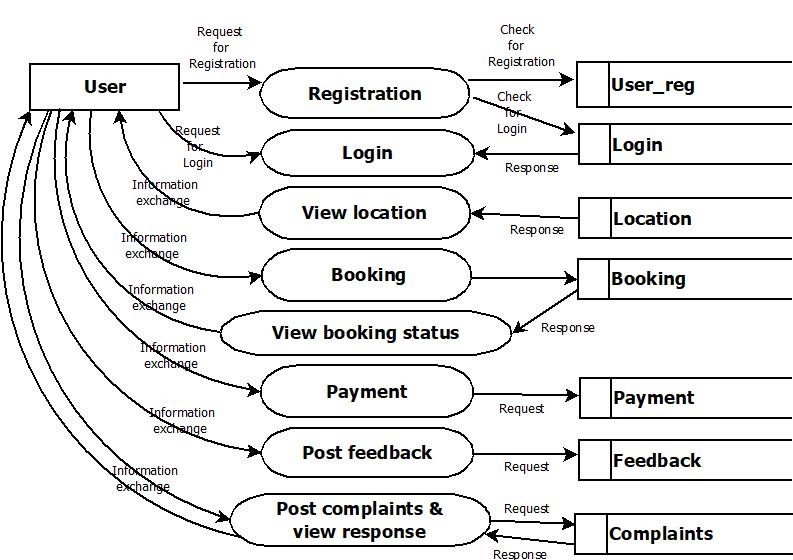 Request
for
Registration
Check
for
Registration
User
Registration
User_reg
Check
for
Login
Request
for
Login
Login
Login
Response
Information
exchange
View location
Location
Response
Information
exchange
Booking
Booking
Information
exchange
View booking status
Response
Information
exchange
Payment
Payment
Request
Information
exchange
Post feedback
Feedback
Request
Information
exchange
Post complaints &
view response
Request
Complaints
Response